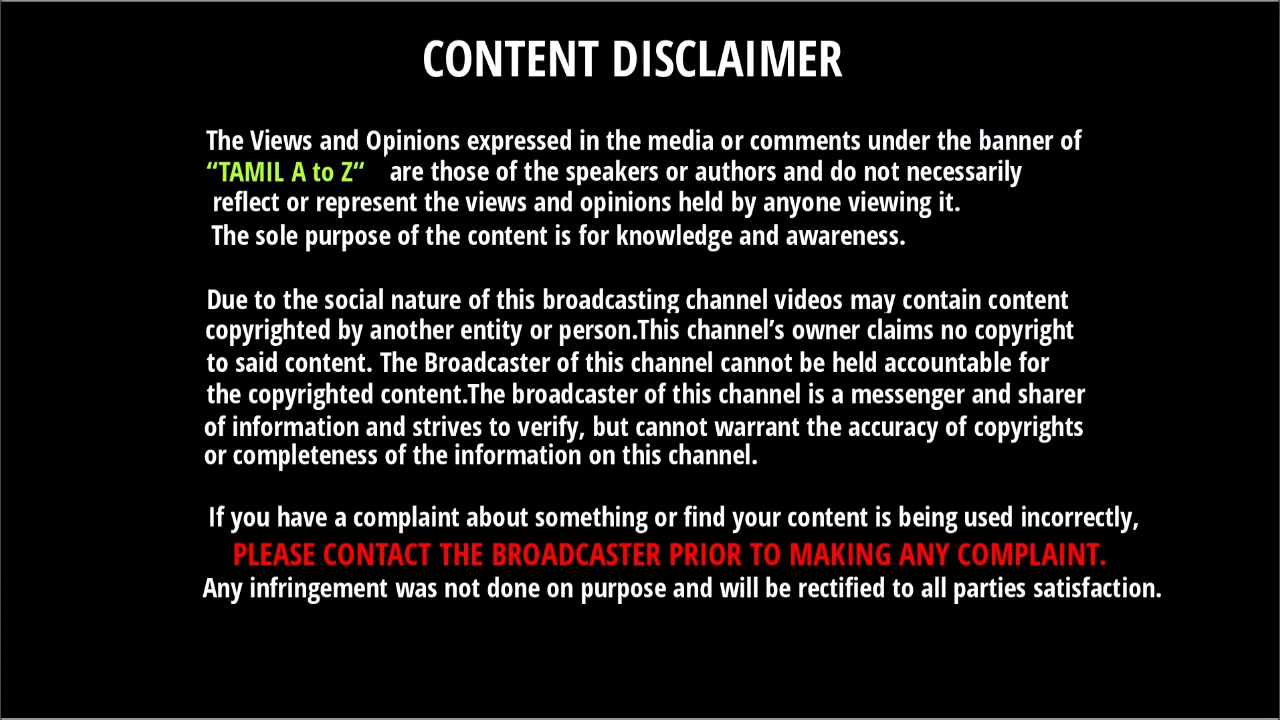 CONTENT DISCLAIMER
The Views and Opinions expressed in the media or comments under the banner of
“TAMIL A to Z“ are those of the speakers or authors and do not necessarily
reflect or represent the views and opinions held by anyone viewing it.
The sole purpose of the content is for knowledge and awareness.
Due to the social nature of this broadcasting channel videos may contain content
copyrighted by another entity or person.This channel’s owner claims no copyright
to said content. The Broadcaster of this channel cannot be held accountable for
the copyrighted content.The broadcaster of this channel is a messenger and sharer
of information and strives to verify, but cannot warrant the accuracy of copyrights
or completeness of the information on this channel.
If you have a complaint about something or find your content is being used incorrectly,
PLEASE CONTACT THE BROADCASTER PRIOR TO MAKING ANY COMPLAINT.
Any infringement was not done on purpose and will be rectified to all parties satisfaction.